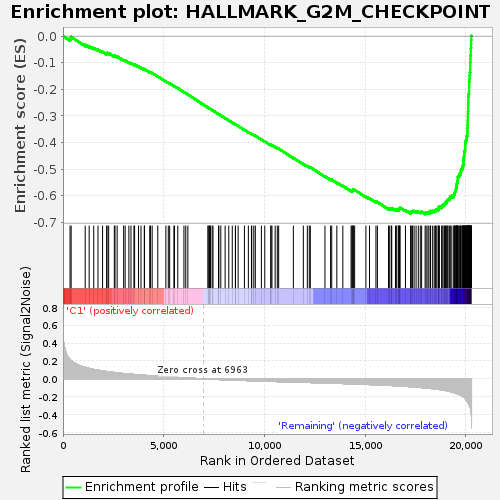 Enrichment plot: HALLMARK_G2M_CHECKPOINT
Enrichment score (ES)
0.0
-0.1
-0.2
-0.3
-0.4
-0.5
-0.6
-0.7
'C1' (positively correlated)
Ranked list metric (Signal2Noise)
0.8
0.6
0.4
0.2
0.0
-0.2
-0.4
-0.6
Zero cross at 6963
'Remaining' (negatively correlated)
0
5,000
10,000
15,000
20,000
Rank in Ordered Dataset
Enrichment profile
Hits
Ranking metric scores